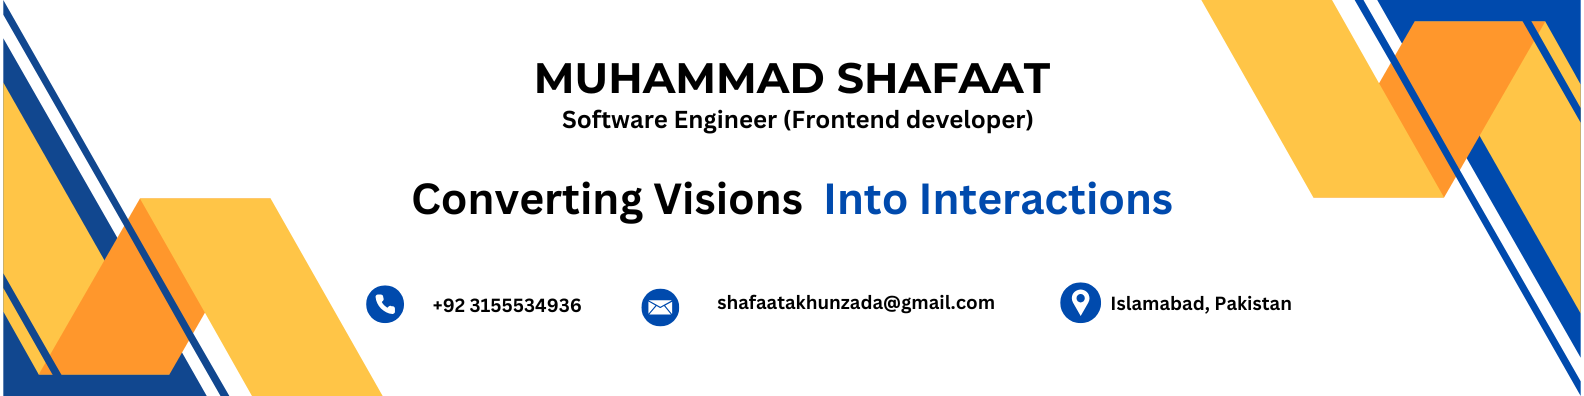 MUHAMMAD SHAFAAT
Software Engineer (Frontend developer)
Converting Visions Into Interactions
+92 3155534936
shafaatakhunzada@gmail.com
Islamabad, Pakistan